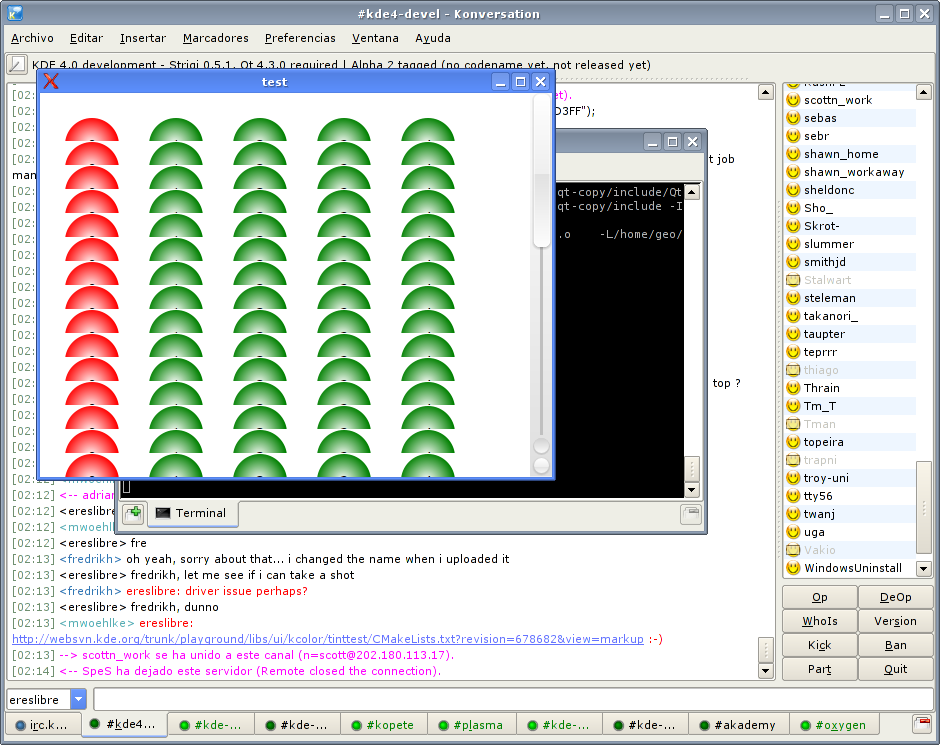 #kde4-devel - Konversation
Archivo Editar Insertar Marcadores Preferencias Ventana Ayuda
KDE 4.0 development - Strigi 0.5.1, Qt 4.3.0 required | Alpha 2 tagged (no codename yet, not released yet)
test
[02:
et).
[02:
D3FF");
t job
man
qt-copy/include/Qt
qt-copy/include -I
.o -L/home/geo/
top ?
Terminal
[02:12] <-- adrian
[02:12] <ereslibre>
[02:12] <mwoehlk
[02:12] <ereslibre> fre
[02:13] <fredrikh> oh yeah, sorry about that... i changed the name when i uploaded it
[02:13] <ereslibre> fredrikh, let me see if i can take a shot
[02:13] <fredrikh> ereslibre: driver issue perhaps?
[02:13] <ereslibre> fredrikh, dunno
[02:13] <mwoehlke> ereslibre:
http://websvn.kde.org/trunk/playground/libs/ui/kcolor/tinttest/CMakeLists.txt?revision=678682&view=markup :-)
[02:13] --> scottn_work se ha unido a este canal (n=scott@202.180.113.17).
[02:14] <-- SpeS ha dejado este servidor (Remote closed the connection).
scottn_work
sebas
sebr
shawn_home
shawn_workaway
sheldonc
Sho_
Skrot-
slummer
smithjd
Stalwart
steleman
takanori_
taupter
teprrr
thiago
Thrain
Tm_T
Tman
topeira
trapni
troy-uni
tty56
twanj
uga
Vakio
WindowsUninstall
Op DeOp
WhoIs Version
Kick Ban
Part Quit
ereslibre
irc.k... #kde4... #kde-... #kde-... #kopete #plasma #kde-... #kde-... #akademy #oxygen